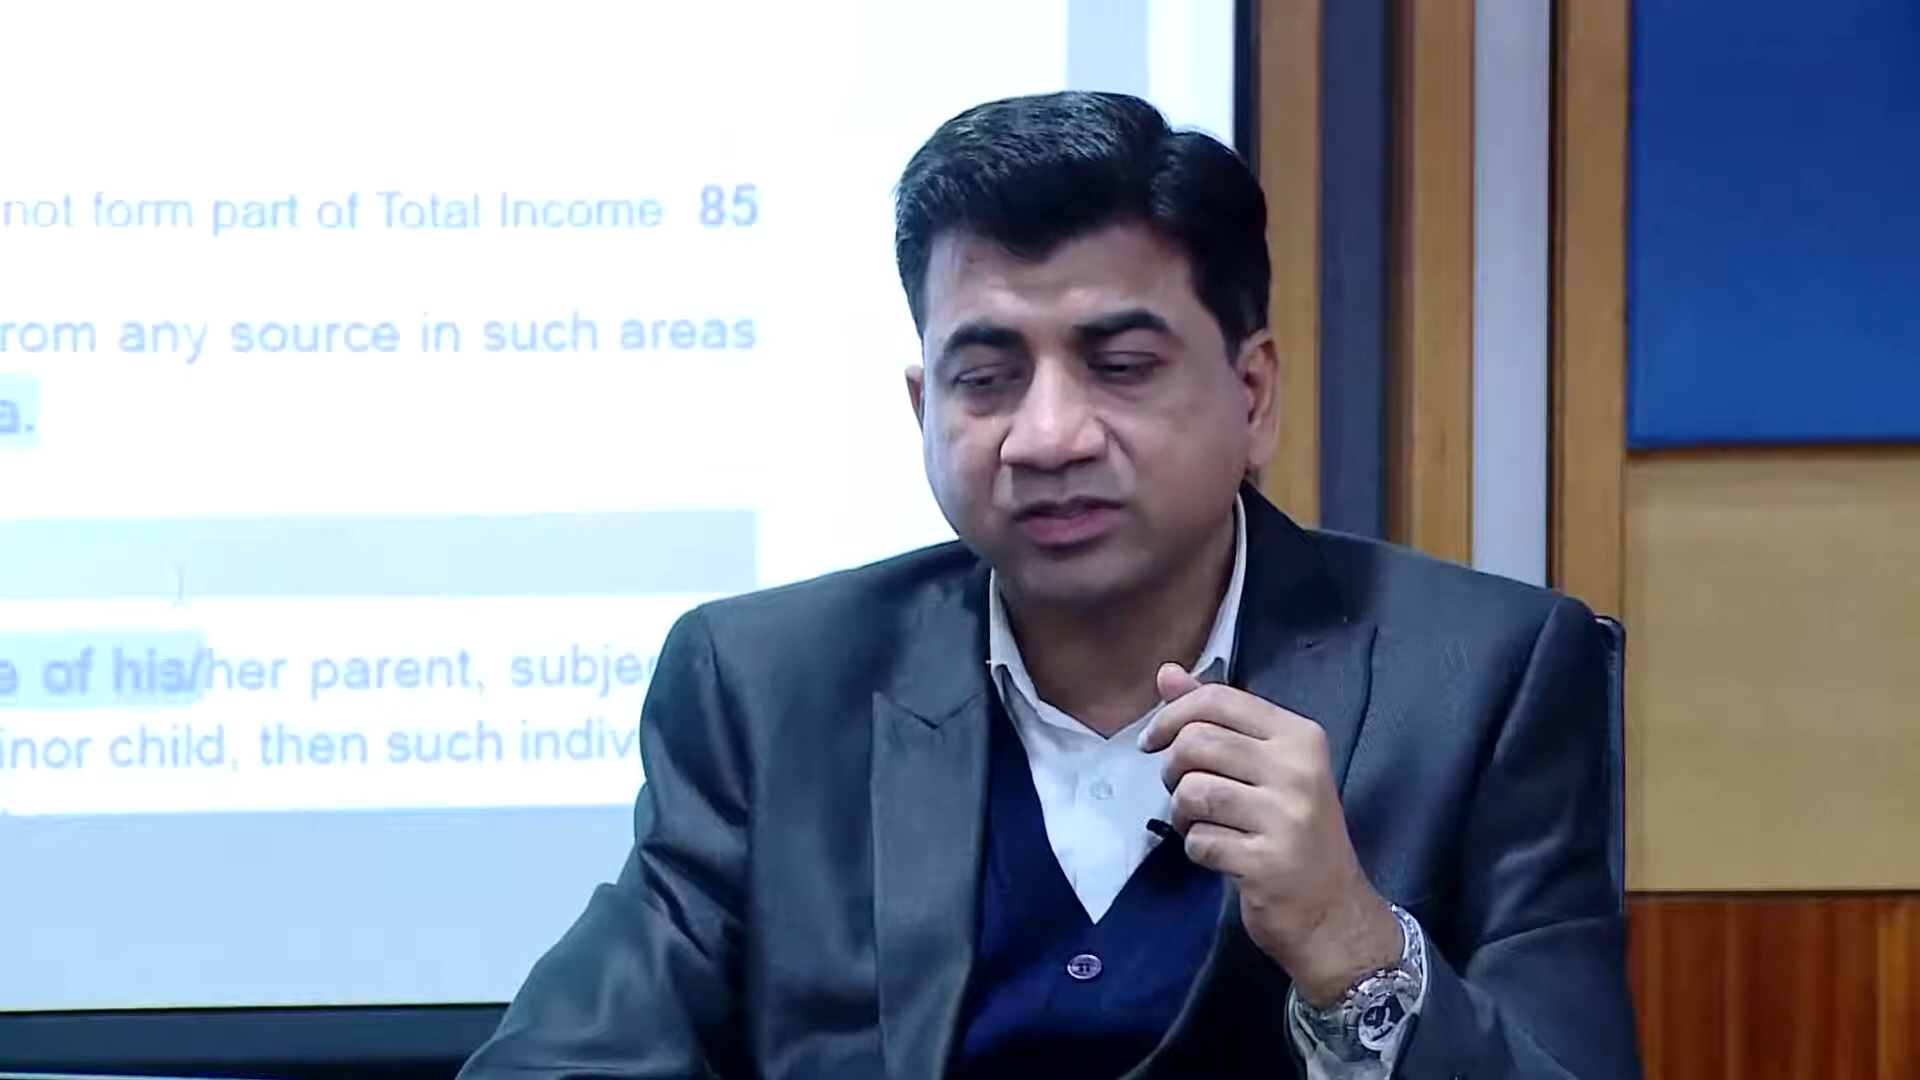 not form part of Total Income 85
rom any source in such areas
a.
e of his/her parent, subje
inor child, then such indiv